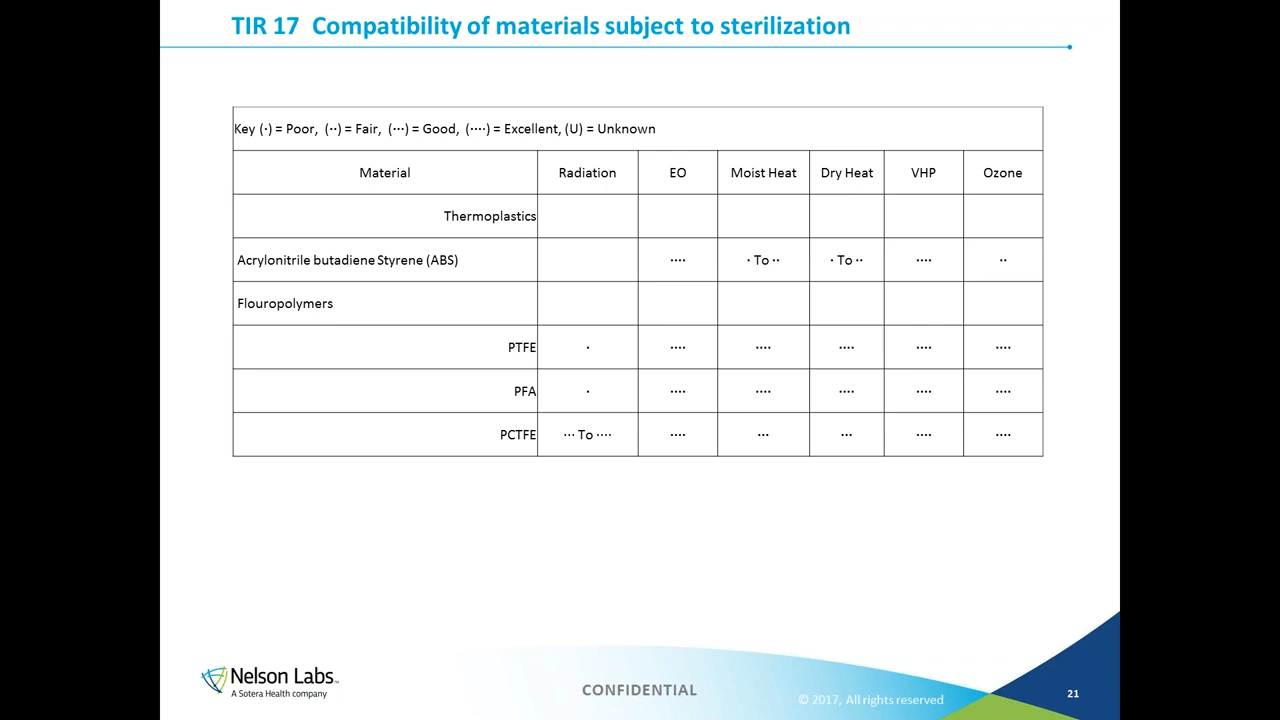 TIR 17  Compatibility of materials subject to sterilization
Key (·) = Poor,  (··) = Fair,  (···) = Good,  (····) = Excellent, (U) = Unknown
Material Radiation EO Moist Heat Dry Heat VHP Ozone
Thermoplastics
Acrylonitrile butadiene Styrene (ABS) ···· · To ·· · To ·· ···· ··
Flouropolymers
PTFE · ···· ···· ···· ···· ····
PFA · ···· ···· ···· ···· ····
PCTFE ··· To ···· ···· ··· ··· ···· ····
Nelson Labs™
A Sotera Health company
CONFIDENTIAL
© 2017, All rights reserved
21